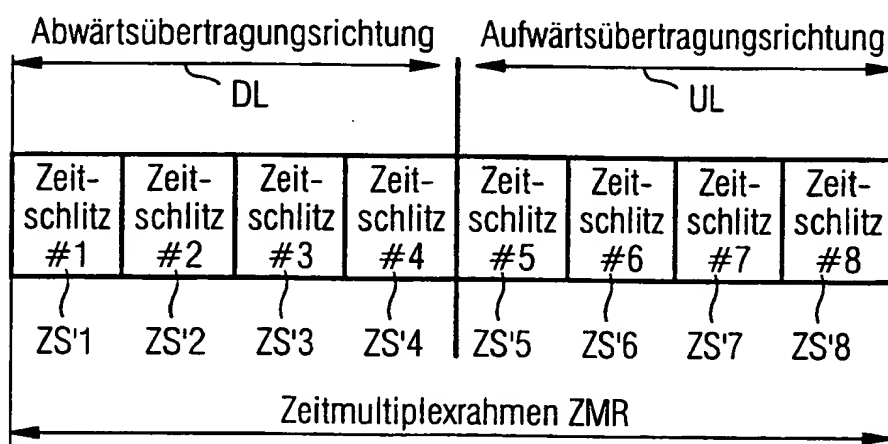 Abwärtsübertragungsrichtung Aufwärtsübertragungsrichtung
DL UL
Zeit- Zeit- Zeit- Zeit- Zeit- Zeit- Zeit- Zeit-
schlitz schlitz schlitz schlitz schlitz schlitz schlitz schlitz
#1 #2 #3 #4 #5 #6 #7 #8
ZS'1 ZS'2 ZS'3 ZS'4 ZS'5 ZS'6 ZS'7 ZS'8
Zeitmultiplexrahmen ZMR